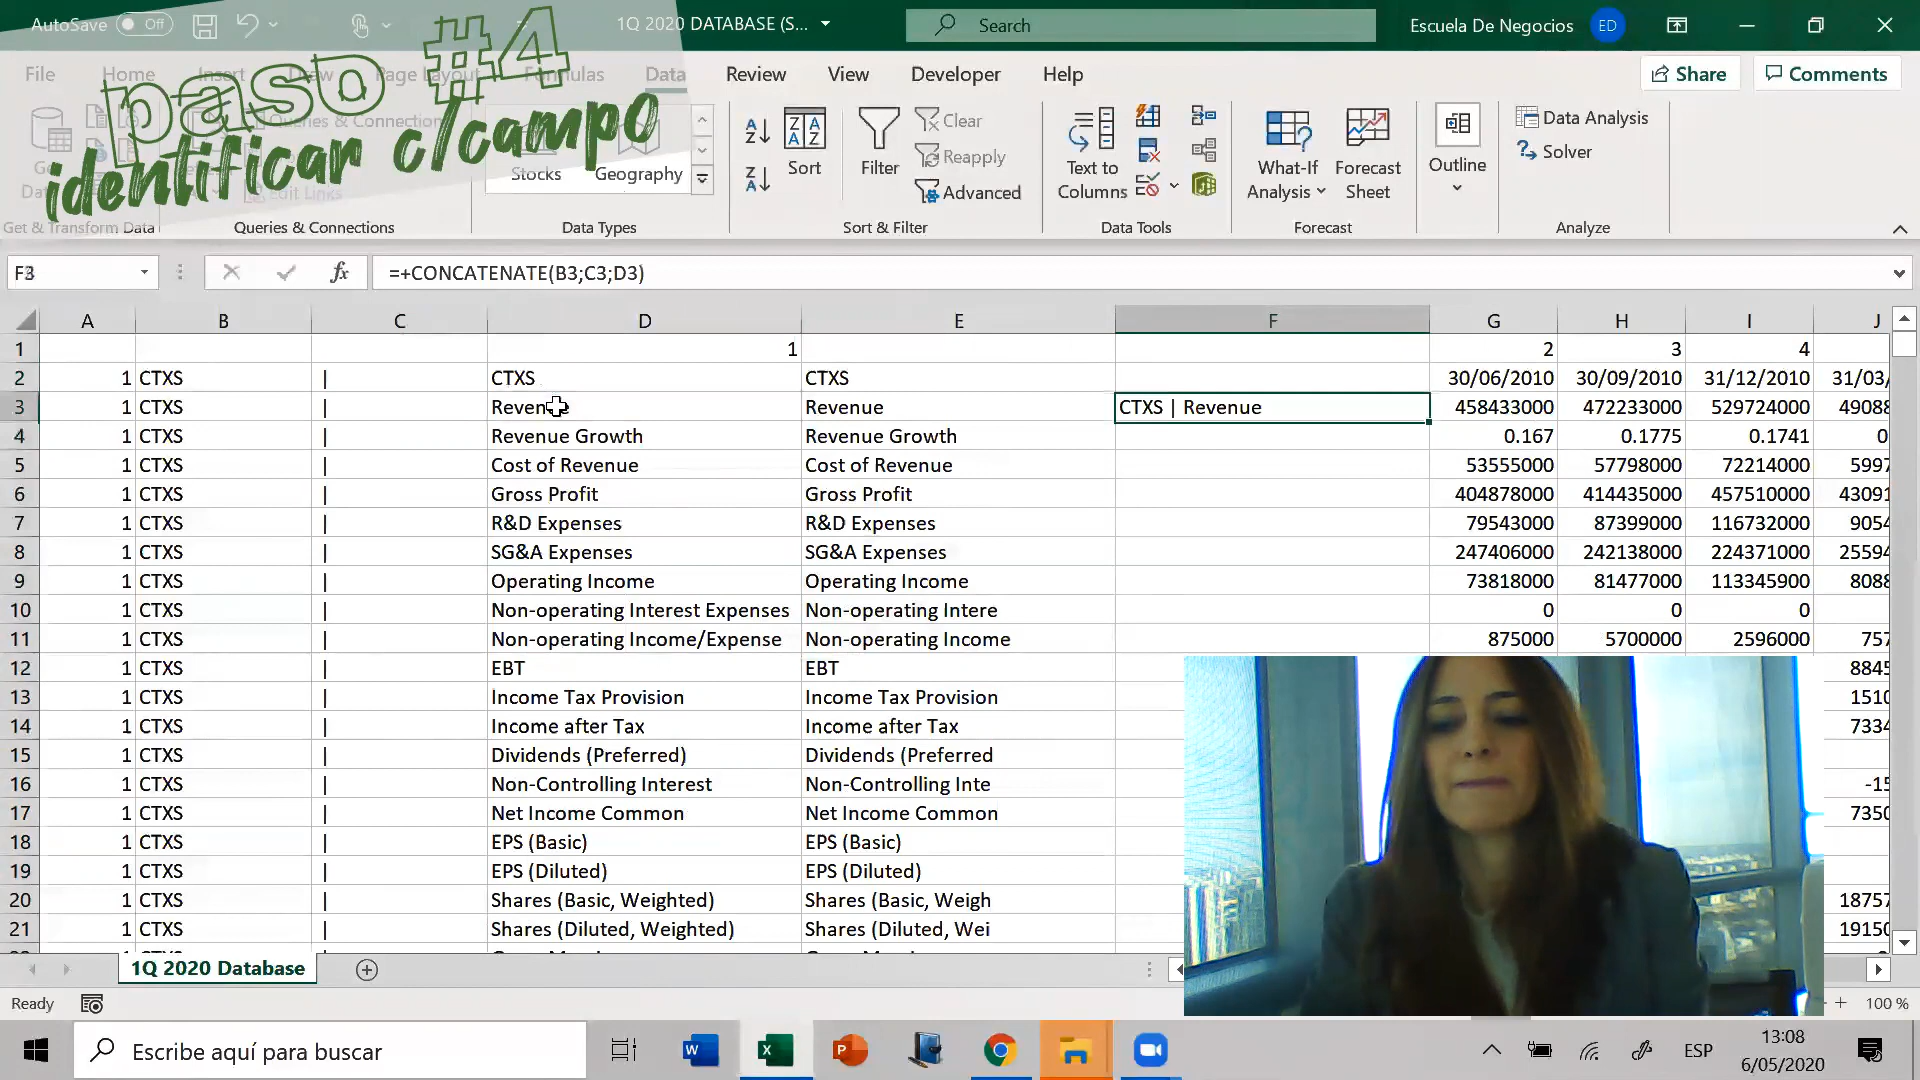 AutoSave Off
1Q 2020 DATABASE (S...
Search
Escuela De Negocios ED
paso #4
identificar c/campo
File Home Insert Draw Page Layout Formulas Data Review View Developer Help
Share Comments
Queries & Connections
Edit Links
Stocks Geography
Sort
Filter
Clear
Reapply
Advanced
Text to
Columns
What-If
Analysis
Forecast
Sheet
Outline
Data Analysis
Solver
Get & Transform Data Queries & Connections Data Types Sort & Filter Data Tools Forecast Analyze
=+CONCATENATE(B3;C3;D3)
A B C D E F G H I J
1 1 2 3 4
2 1 CTXS | CTXS CTXS 30/06/2010 30/09/2010 31/12/2010 31/03/
3 1 CTXS | Revenue Revenue CTXS | Revenue 458433000 472233000 529724000 49088
4 1 CTXS | Revenue Growth Revenue Growth 0.167 0.1775 0.1741 0
5 1 CTXS | Cost of Revenue Cost of Revenue 53555000 57798000 72214000 5997
6 1 CTXS | Gross Profit Gross Profit 404878000 414435000 457510000 43091
7 1 CTXS | R&D Expenses R&D Expenses 79543000 87399000 116732000 9054
8 1 CTXS | SG&A Expenses SG&A Expenses 247406000 242138000 224371000 25594
9 1 CTXS | Operating Income Operating Income 73818000 81477000 113345900 8088
10 1 CTXS | Non-operating Interest Expenses Non-operating Intere 0 0 0
11 1 CTXS | Non-operating Income/Expense Non-operating Income 875000 5700000 2596000 757
12 1 CTXS | EBT EBT 8845
13 1 CTXS | Income Tax Provision Income Tax Provision 1510
14 1 CTXS | Income after Tax Income after Tax 7334
15 1 CTXS | Dividends (Preferred) Dividends (Preferred
16 1 CTXS | Non-Controlling Interest Non-Controlling Inte -15
17 1 CTXS | Net Income Common Net Income Common 7350
18 1 CTXS | EPS (Basic) EPS (Basic)
19 1 CTXS | EPS (Diluted) EPS (Diluted)
20 1 CTXS | Shares (Basic, Weighted) Shares (Basic, Weigh 18757
21 1 CTXS | Shares (Diluted, Weighted) Shares (Diluted, Wei 19150
1Q 2020 Database
Ready
100 %
Escribe aquí para buscar
ESP
13:08
6/05/2020